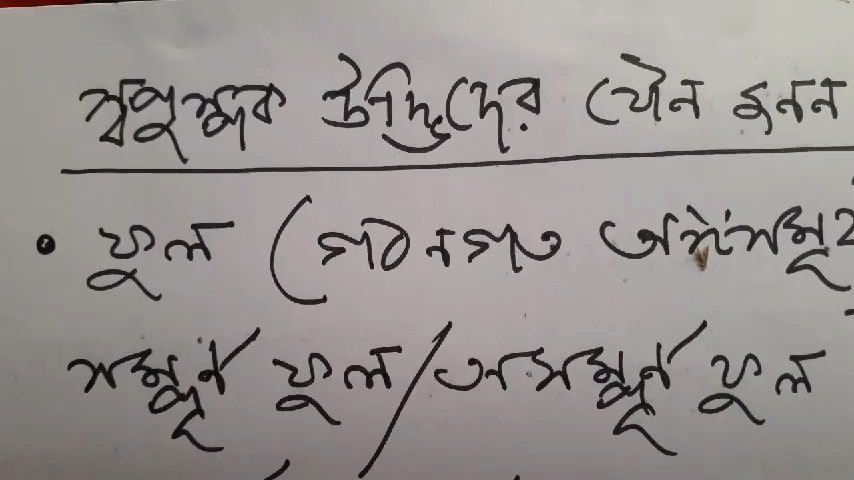 সপুষ্পক উদ্ভিদের যৌন জনন
• ফুল (গঠনগত অংশসমূহ
সম্পূর্ন ফুল/অসম্পূর্ন ফুল